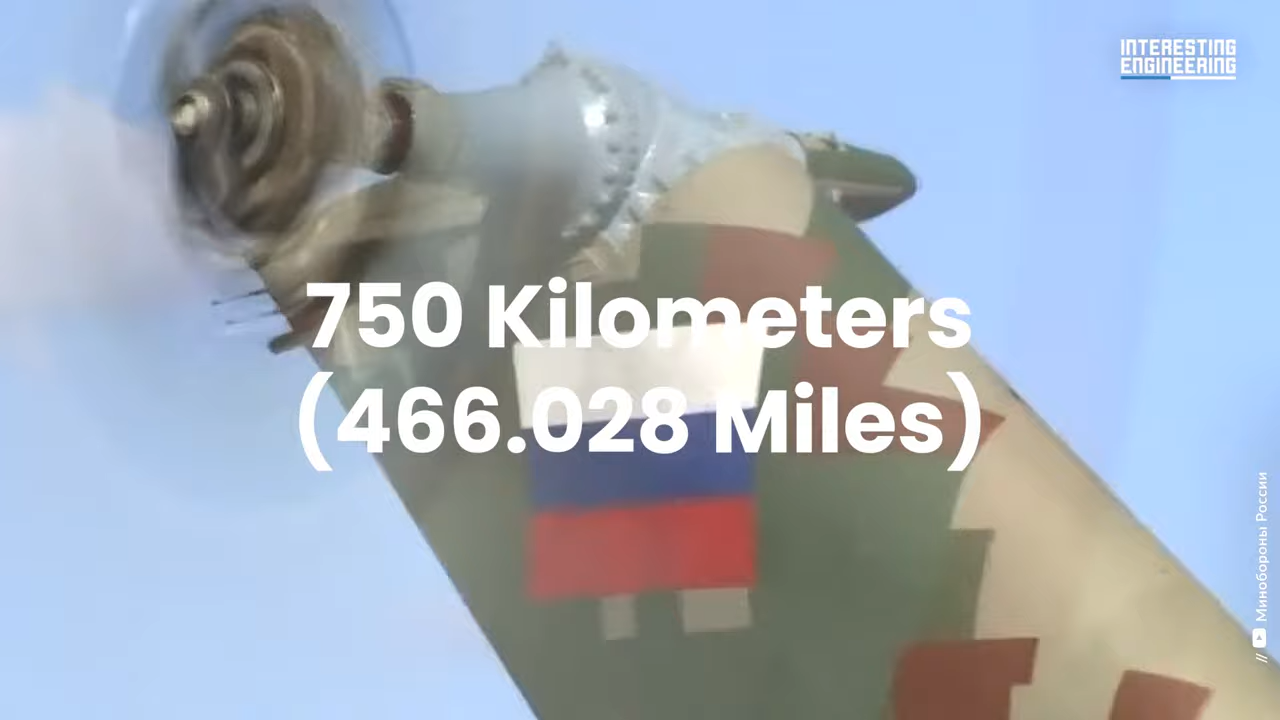 INTERESTING
ENGINEERING
750 Kilometers
(466.028 Miles)
// Минобороны России